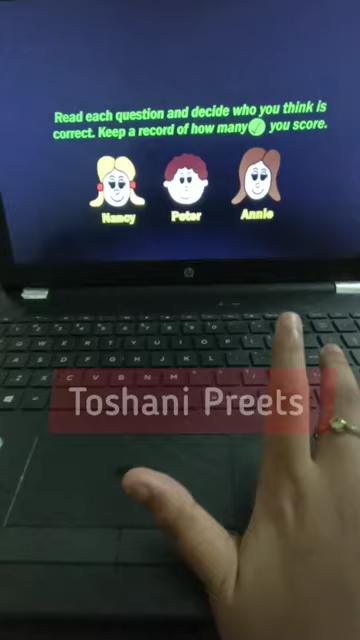 Read each question and decide who you think is
correct. Keep a record of how many you score.
Nancy Peter Annie
hp
Toshani Preets